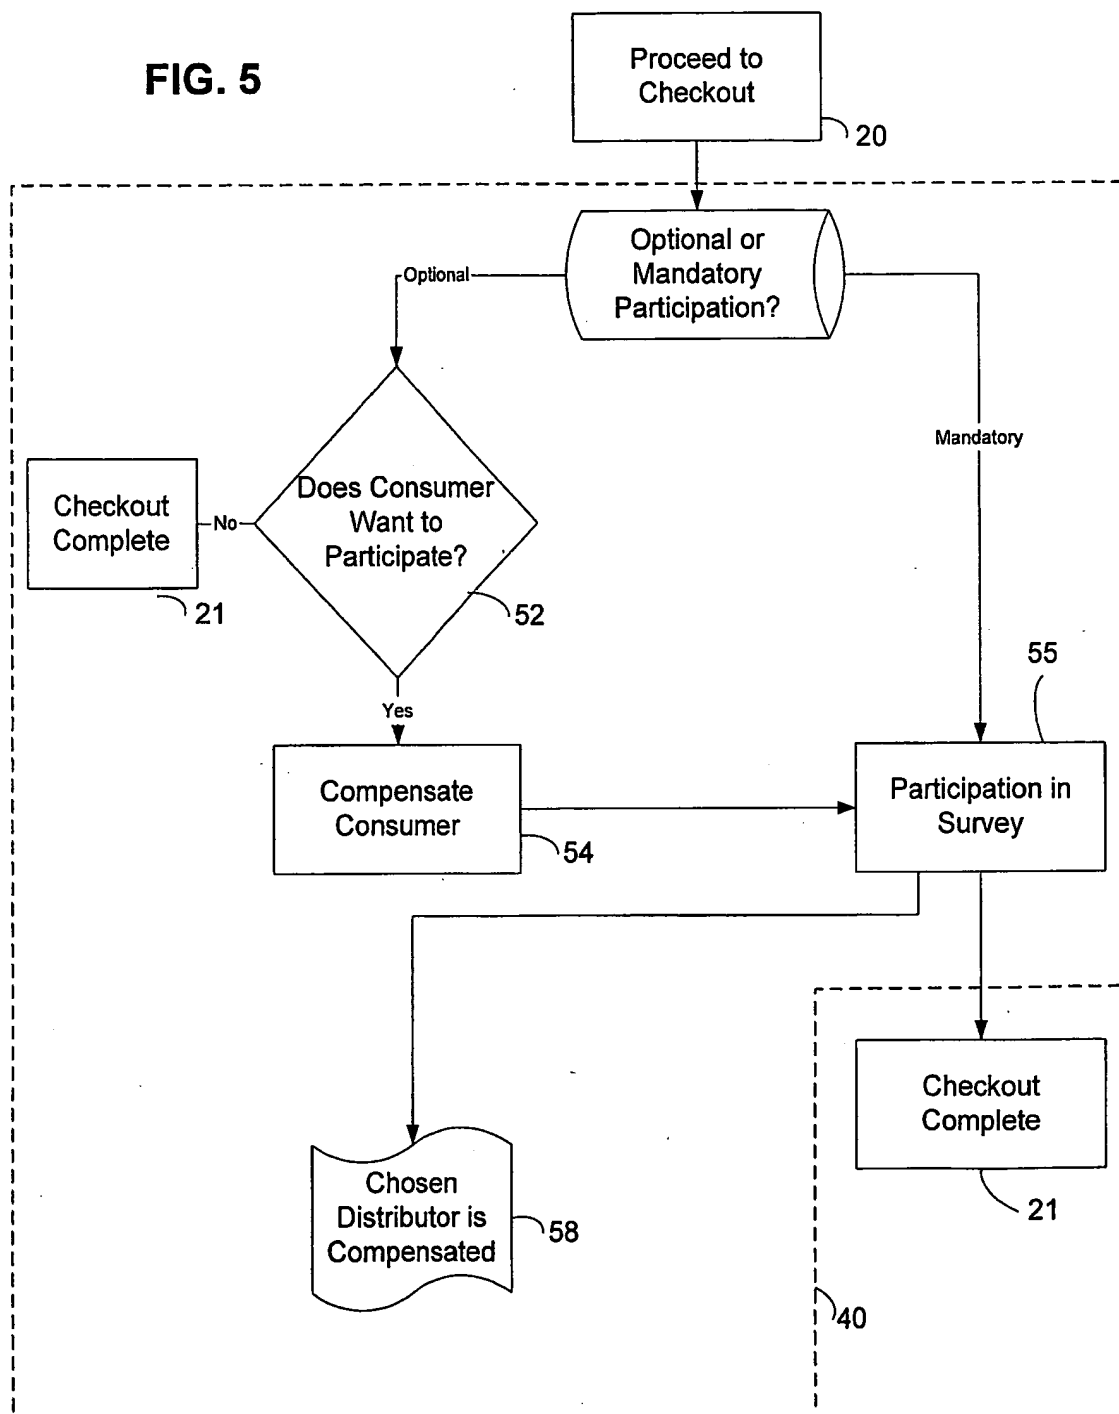 FIG. 5
Proceed to
Checkout
20
Optional or
Mandatory
Participation?
Optional
Mandatory
Does Consumer
Want to
Participate?
52
No
Checkout
Complete
21
Yes
55
Compensate
Consumer
54
Participation in
Survey
Checkout
Complete
21
Chosen
Distributor is
Compensated
58
40